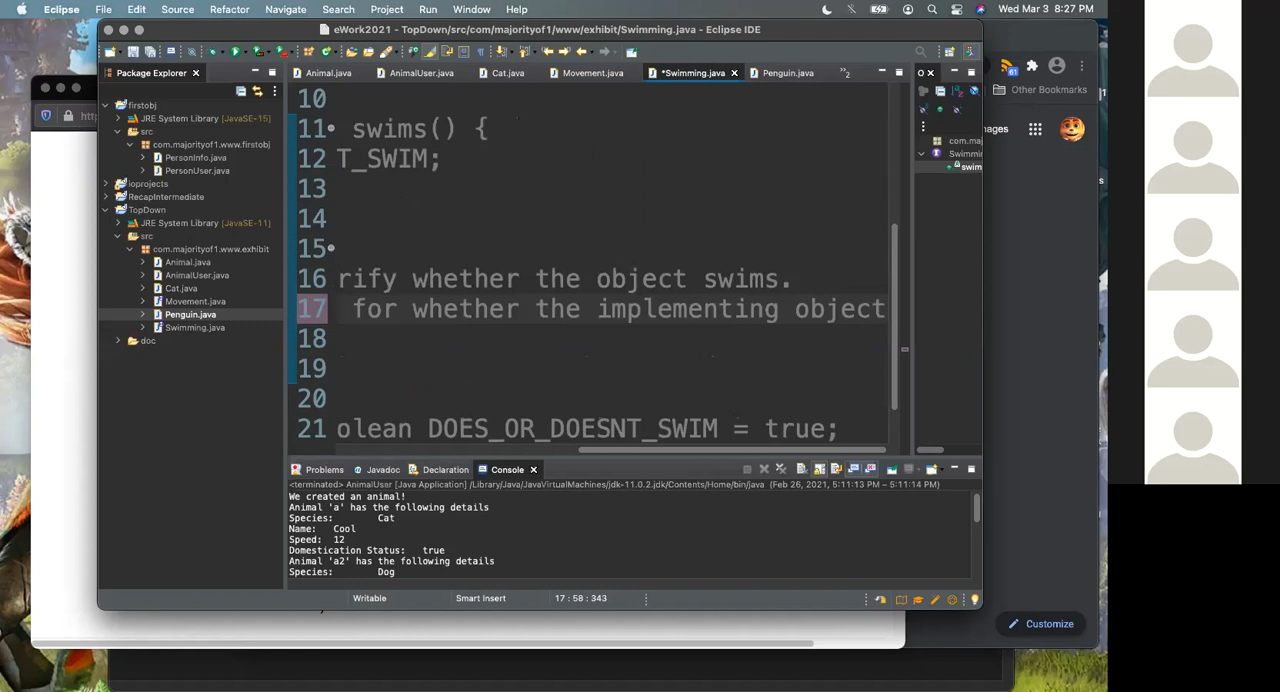 Eclipse File Edit Source Refactor Navigate Search Project Run Window Help Wed Mar 3 8:27 PM
eWork2021 - TopDown/src/com/majorityof1/www/exhibit/Swimming.java - Eclipse IDE
Package Explorer
Animal.java AnimalUser.java Cat.java Movement.java *Swimming.java Penguin.java
2
61
Other Bookmarks
firstobj
JRE System Library [JavaSE-15]
src
com.majorityof1.www.firstobj
PersonInfo.java
PersonUser.java
ioprojects
RecapIntermediate
TopDown
JRE System Library [JavaSE-11]
src
com.majorityof1.www.exhibit
Animal.java
AnimalUser.java
Cat.java
Movement.java
Penguin.java
Swimming.java
doc
10
11 swims() {
12 T_SWIM;
13
14
15
16 rify whether the object swims.
17 for whether the implementing object
18
19
20
21 olean DOES_OR_DOESNT_SWIM = true;
com.maj
Swimming
swim
Problems Javadoc Declaration Console
<terminated> AnimalUser [Java Application] /Library/Java/JavaVirtualMachines/jdk-11.0.2.jdk/Contents/Home/bin/java (Feb 26, 2021, 5:11:13 PM – 5:11:14 PM)
We created an animal!
Animal 'a' has the following details
Species: Cat
Name: Cool
Speed: 12
Domestication Status: true
Animal 'a2' has the following details
Species: Dog
Writable Smart Insert 17 : 58 : 343
Customize